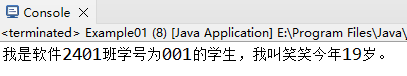 Console
<terminated> Example01 (8) [Java Application] E:\Program Files\Java\
我是软件2401班学号为001的学生，我叫笑笑今年19岁。